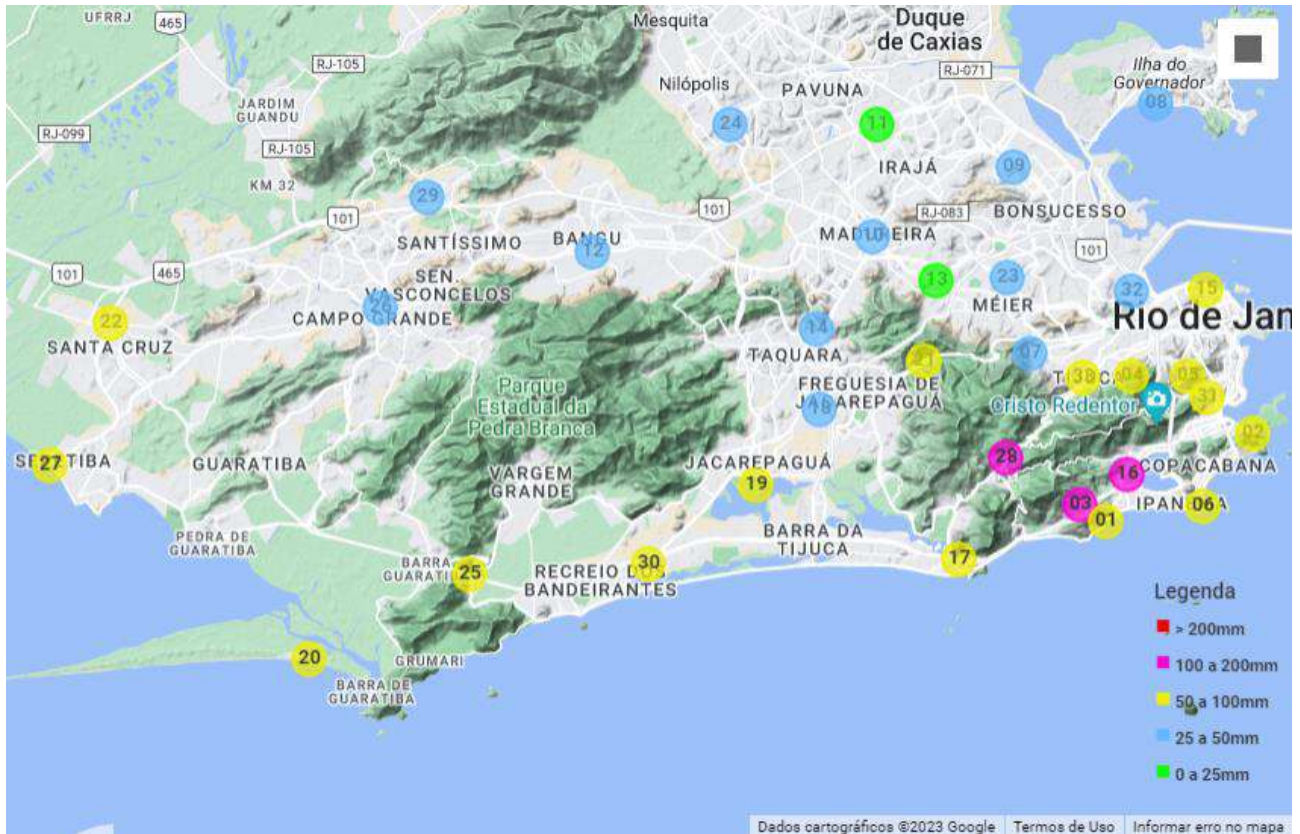 UFRRJ
465
Mesquita
Duque
de Caxias
RJ-105
Nilópolis
PAVUNA
RJ-071
Ilha do
Governador
08
JARDIM
GUANDU
24
11
RJ-099
RJ-105
IRAJÁ
09
KM 32
29
101
101
RJ-083
BONSUCESSO
SANTÍSSIMO
BANGU
12
MADUREIRA
10
101
101
465
SEN.
VASCONCELOS
13
23
32
15
22
CAMPO GRANDE
MÉIER
Rio de Jan
SANTA CRUZ
14
TAQUARA
07
Parque
Estadual da
Pedra Branca
FREGUESIA DE
JACAREPAGUÁ
18
38
04
05
Cristo Redentor
31
02
27
GUARATIBA
JACAREPAGUÁ
28
16
COPACABANA
VARGEM
GRANDE
19
03
01
IPANEMA
06
PEDRA DE
GUARATIBA
BARRA DA
TIJUCA
25
30
17
RECREIO DOS
BANDEIRANTES
20
GRUMARI
BARRA DE
GUARATIBA
Legenda
> 200mm
100 a 200mm
50 a 100mm
25 a 50mm
0 a 25mm
Dados cartográficos ©2023 Google
Termos de Uso
Informar erro no mapa